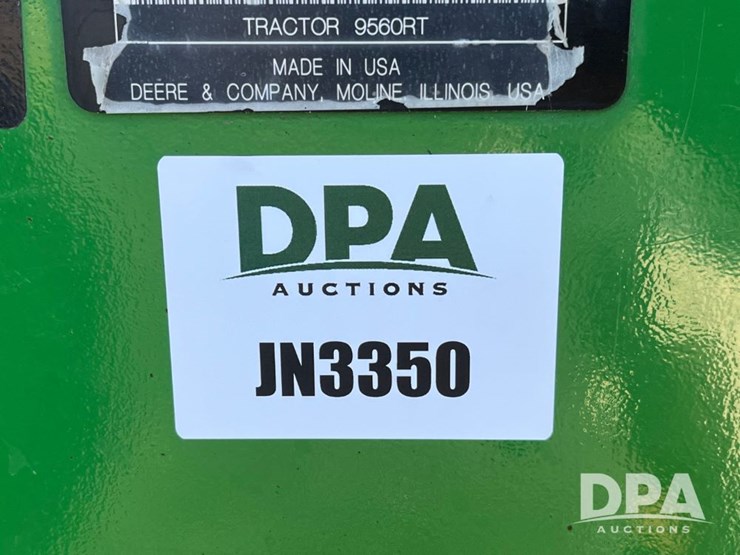 TRACTOR 9560RT
MADE IN USA
DEERE & COMPANY, MOLINE, ILLINOIS, USA
DPA
AUCTIONS
JN3350
DPA
AUCTIONS